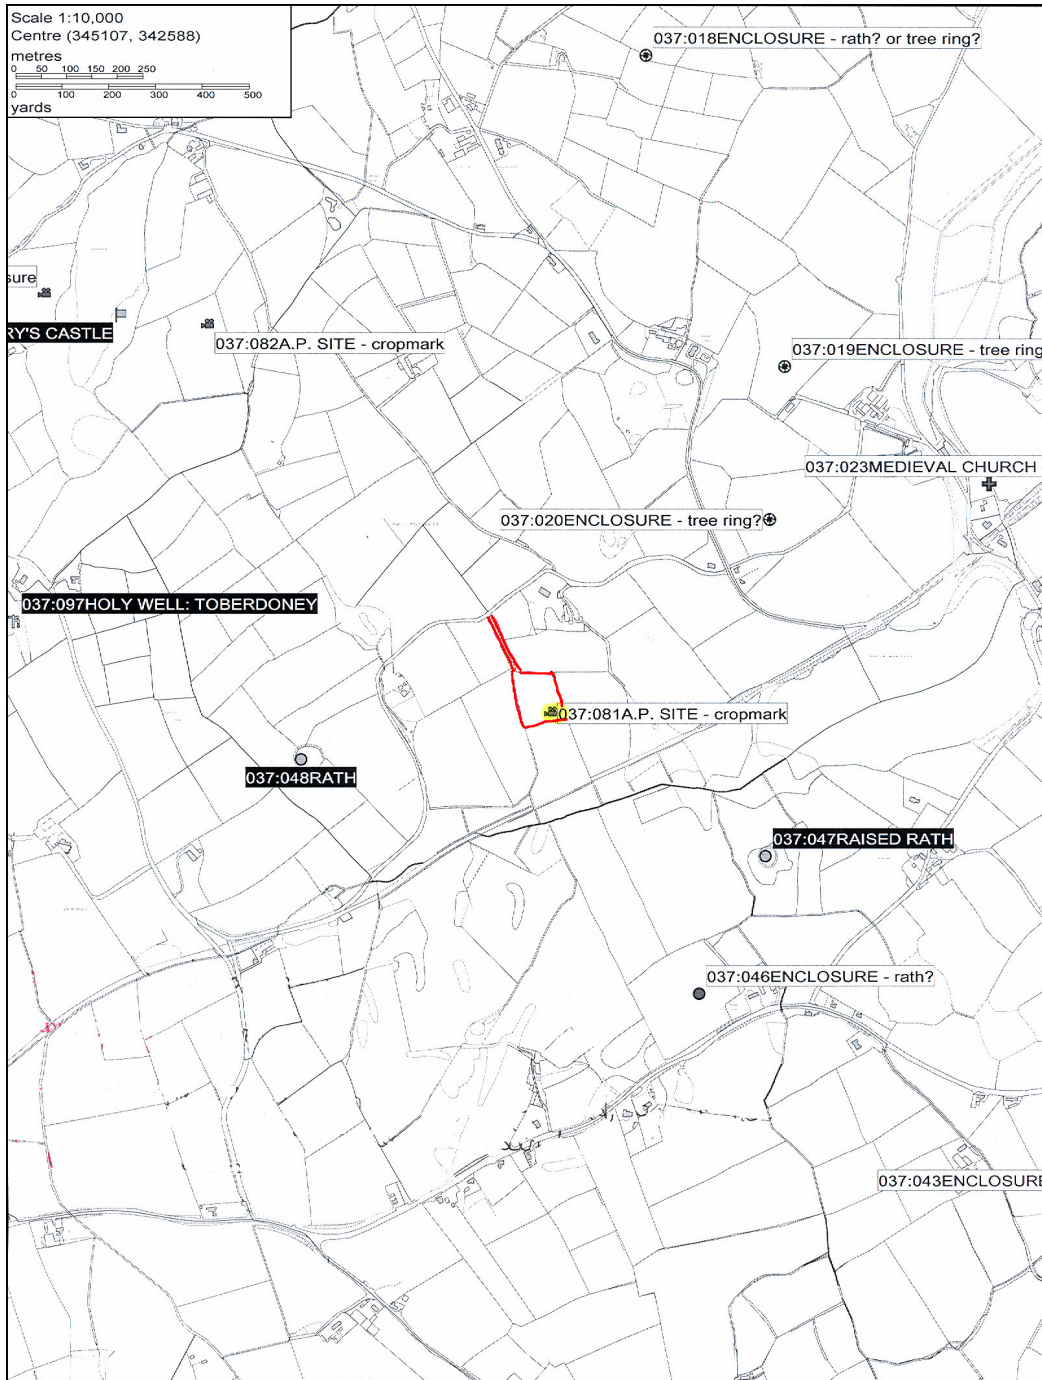 Scale 1:10,000
Centre (345107, 342588)
metres
0 50 100 150 200 250
0 100 200 300 400 500
yards
037:018ENCLOSURE - rath? or tree ring?
sure
RY'S CASTLE
037:082A.P. SITE - cropmark
037:019ENCLOSURE - tree ring
037:023MEDIEVAL CHURCH
037:020ENCLOSURE - tree ring?
037:097HOLY WELL: TOBERDONEY
037:081A.P. SITE - cropmark
037:048RATH
037:047RAISED RATH
037:046ENCLOSURE - rath?
037:043ENCLOSURE